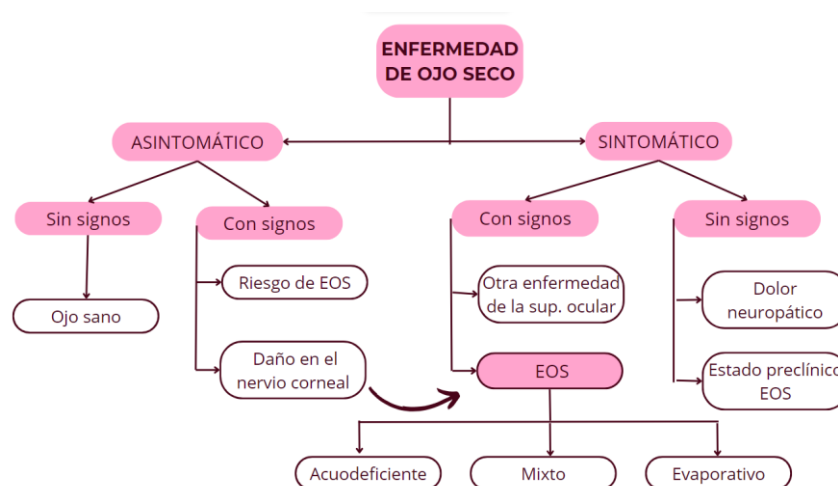 ENFERMEDAD
DE OJO SECO
ASINTOMÁTICO
SINTOMÁTICO
Sin signos
Con signos
Con signos
Sin signos
Riesgo de EOS
Otra enfermedad
de la sup. ocular
Dolor
neuropático
Ojo sano
Daño en el
nervio corneal
EOS
Estado preclínico
EOS
Acuodeficiente
Mixto
Evaporativo